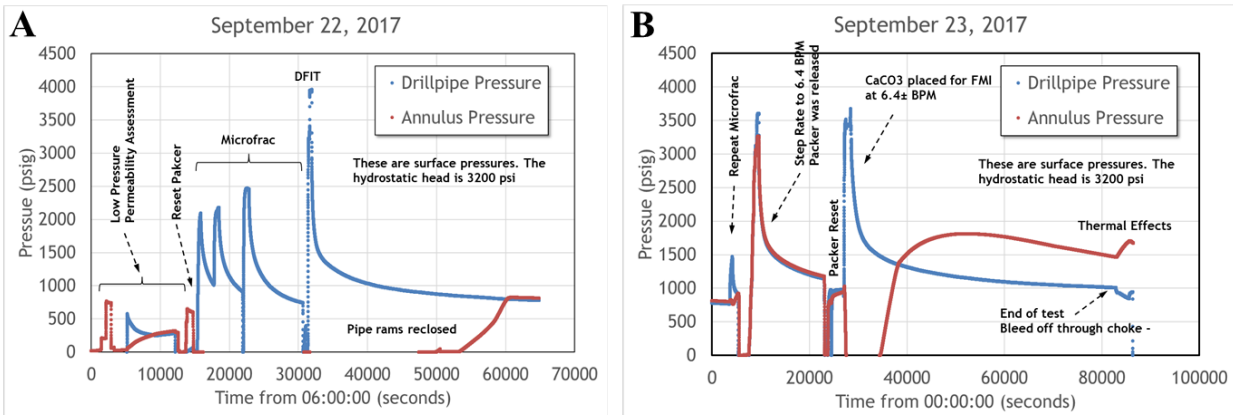 A
September 22, 2017
Pressue (psig)
4500
4000
3500
3000
2500
2000
1500
1000
500
0
0
10000
20000
30000
40000
50000
60000
70000
Time from 06:00:00 (seconds)
Drillpipe Pressure
Annulus Pressure
DFIT
Microfrac
These are surface pressures. The
hydrostatic head is 3200 psi
Low Pressure
Permeability Assessment
Reset Pakcer
Pipe rams reclosed
B
September 23, 2017
Pressue (psig)
4500
4000
3500
3000
2500
2000
1500
1000
500
0
0
20000
40000
60000
80000
100000
Time from 00:00:00 (seconds)
Drillpipe Pressure
Annulus Pressure
Repeat Microfrac
Step Rate to 6.4 BPM
Packer was released
CaCO3 placed for FMI
at 6.4± BPM
These are surface pressures. The
hydrostatic head is 3200 psi
Packer Reset
Thermal Effects
End of test
Bleed off through choke -